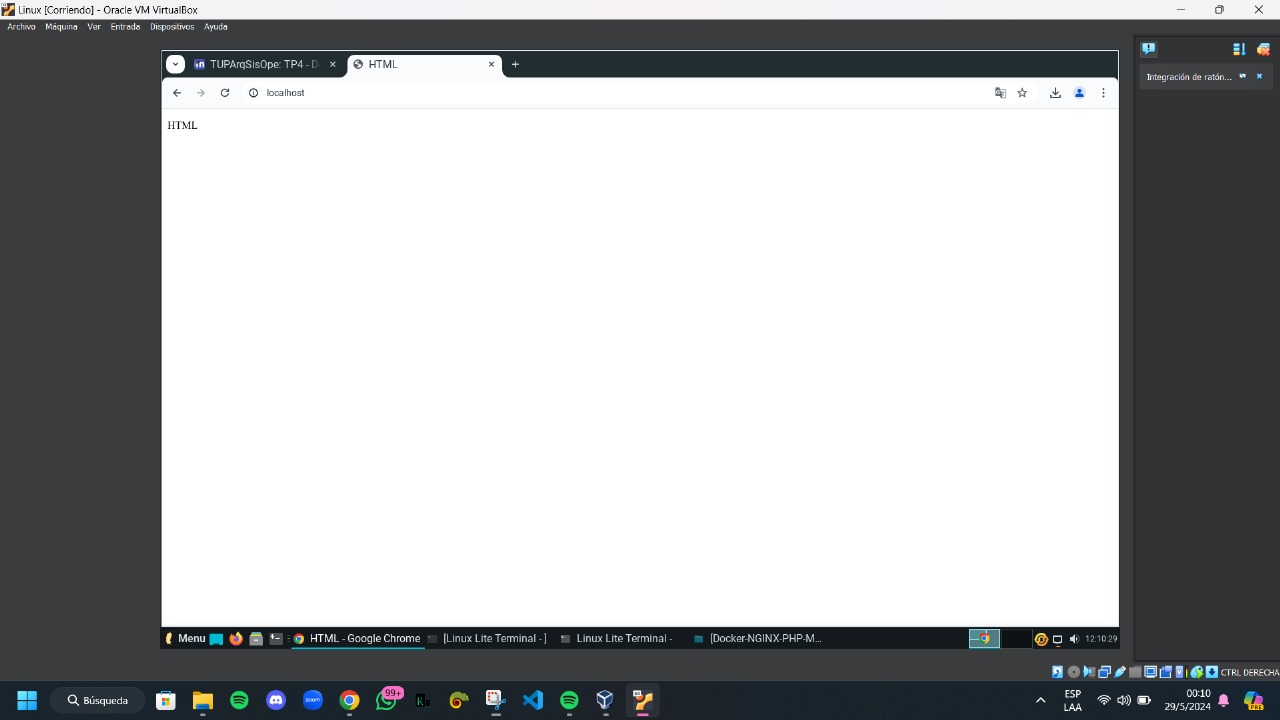 Linux [Corriendo] - Oracle VM VirtualBox
Archivo Máquina Ver Entrada Dispositivos Ayuda
TUPArqSisOpe: TP4 - D
HTML
localhost
Integración de ratón...
HTML
Menu
HTML - Google Chrome
[Linux Lite Terminal - ]
Linux Lite Terminal -
[Docker-NGINX-PHP-M...
12:10:29
CTRL DERECHA
Búsqueda
zoom
99+
ESP
LAA
00:10
29/5/2024
PRE